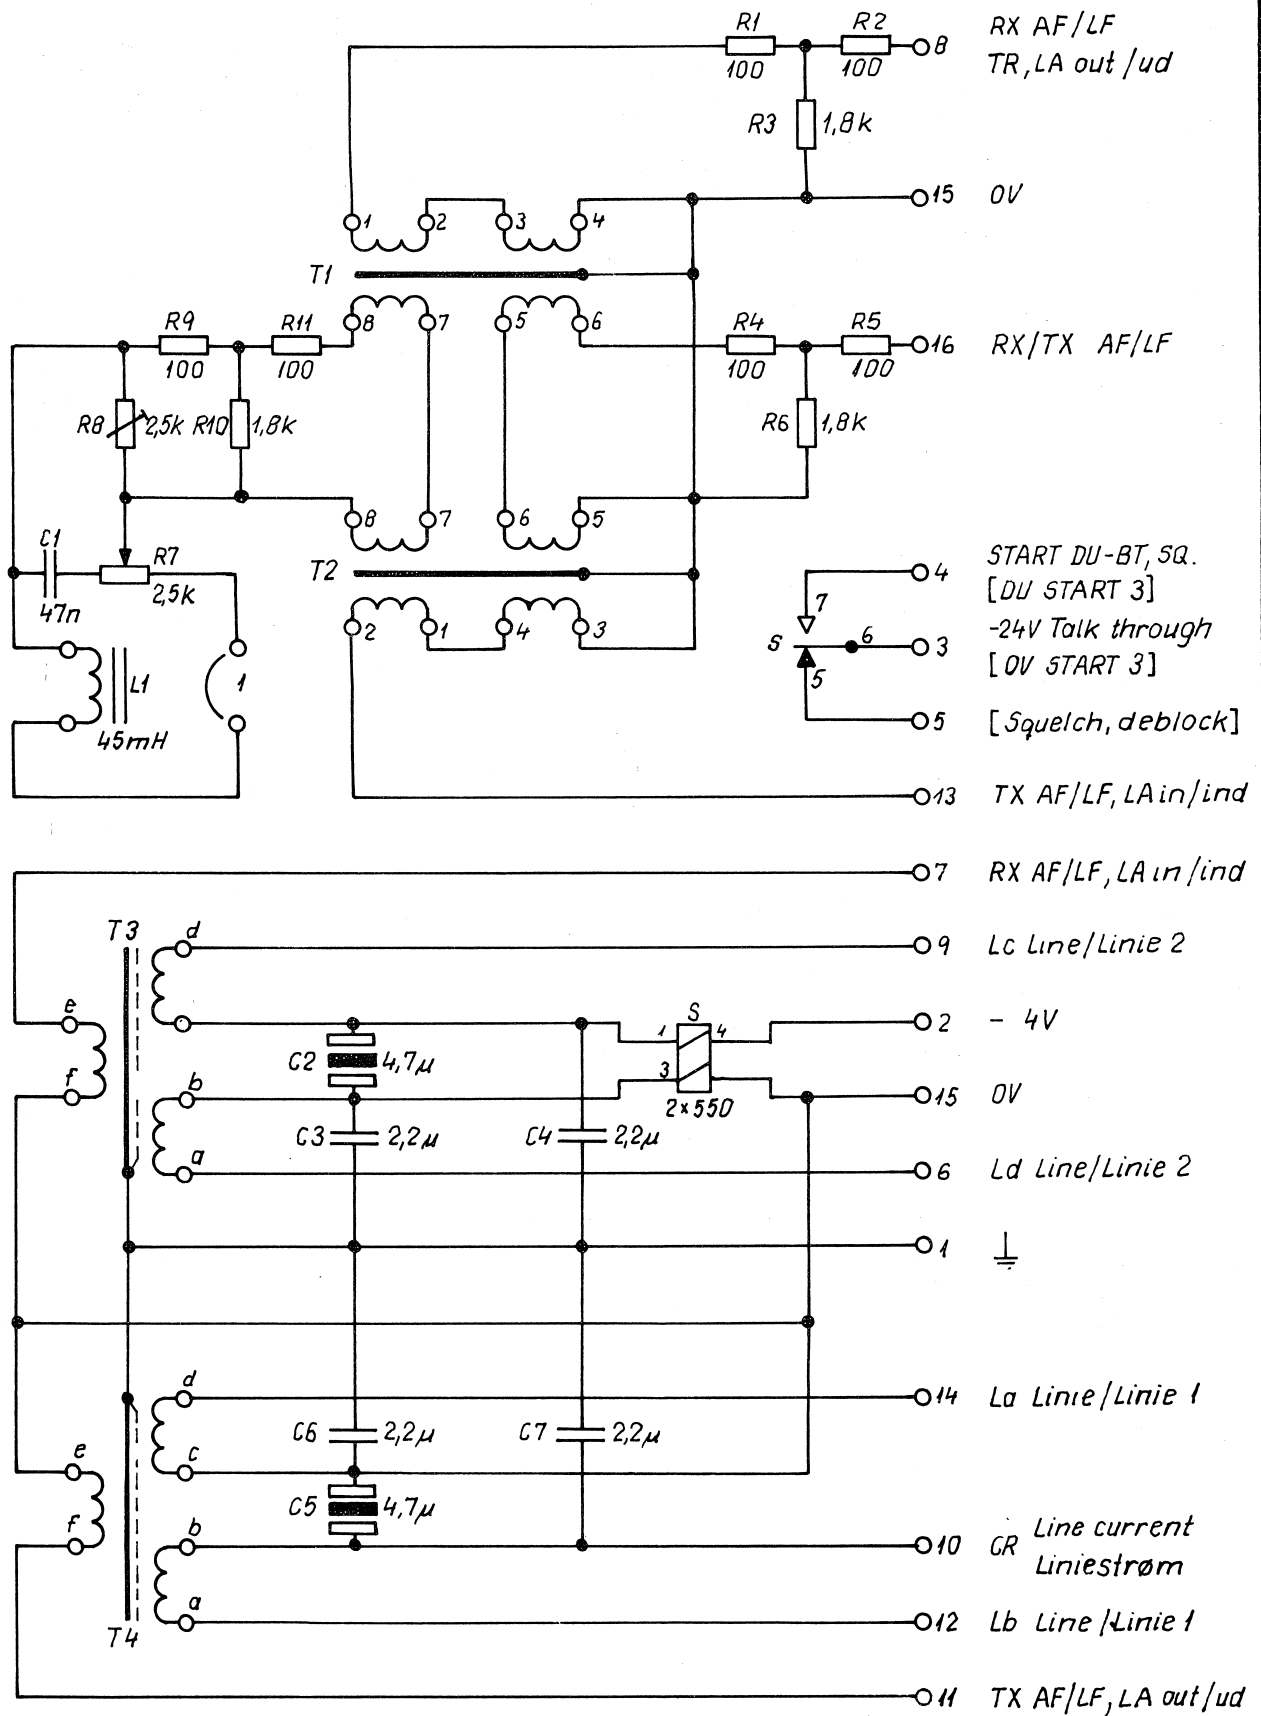 R1 R2 RX AF/LF
8
100 100 TR, LA out/ud
R3 1,8k
15 0V
1 2 3 4
T1
8 7 5 6
R9 R11 R4 R5
16 RX/TX AF/LF
100 100 100 100
R8 2,5k R10 1,8k R6 1,8k
8 7 6 5
C1 R7 T2
47n 2,5k
4 START DU-BT, SQ.
[DU START 3]
7
2 1 4 3
-24V Talk through
S 6 3
[0V START 3]
5
L1 1
45mH
5 [Squelch, deblock]
13 TX AF/LF, LA in/ind
7 RX AF/LF, LA in/ind
T3 d
9 Lc Line/Linie 2
e S
1 4
2 - 4V
C2 4,7μ
3
f b
2×550
15 0V
C3 2,2μ C4 2,2μ
a
6 Ld Line/Linie 2
1
d
14 La Linie/Linie 1
C6 2,2μ C7 2,2μ
e c
C5 4,7μ
f b
10 CR Line current
Liniestrøm
a
12 Lb Line/Linie 1
T4
11 TX AF/LF, LA out/ud